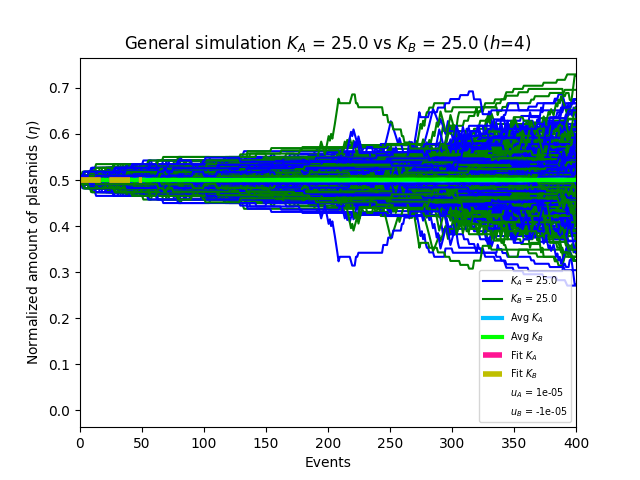 General simulation K_A = 25.0 vs K_B = 25.0 (h=4)
Normalized amount of plasmids (η)
0.7
0.6
0.5
0.4
0.3
0.2
0.1
0.0
K_A = 25.0
K_B = 25.0
Avg K_A
Avg K_B
Fit K_A
Fit K_B
u_A = 1e-05
u_B = -1e-05
0 50 100 150 200 250 300 350 400
Events